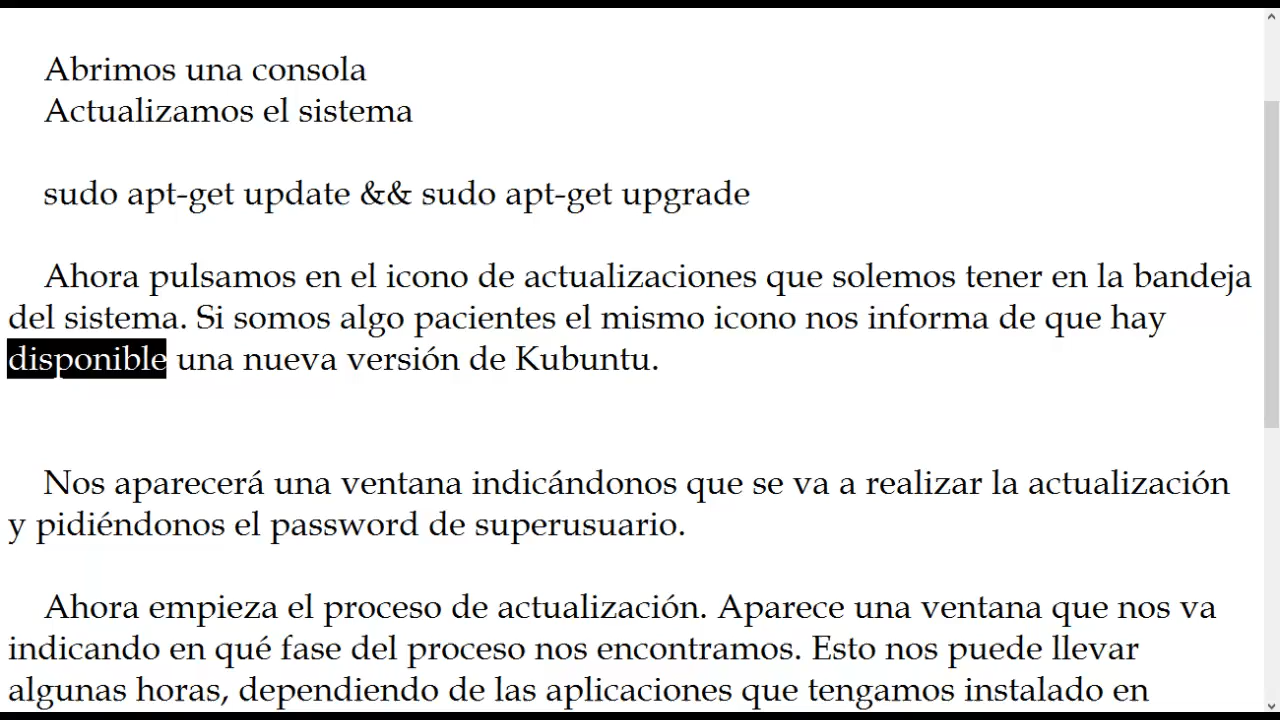 Abrimos una consola
Actualizamos el sistema
sudo apt-get update && sudo apt-get upgrade
Ahora pulsamos en el icono de actualizaciones que solemos tener en la bandeja
del sistema. Si somos algo pacientes el mismo icono nos informa de que hay
disponible una nueva versión de Kubuntu.
Nos aparecerá una ventana indicándonos que se va a realizar la actualización
y pidiéndonos el password de superusuario.
Ahora empieza el proceso de actualización. Aparece una ventana que nos va
indicando en qué fase del proceso nos encontramos. Esto nos puede llevar
algunas horas, dependiendo de las aplicaciones que tengamos instalado en